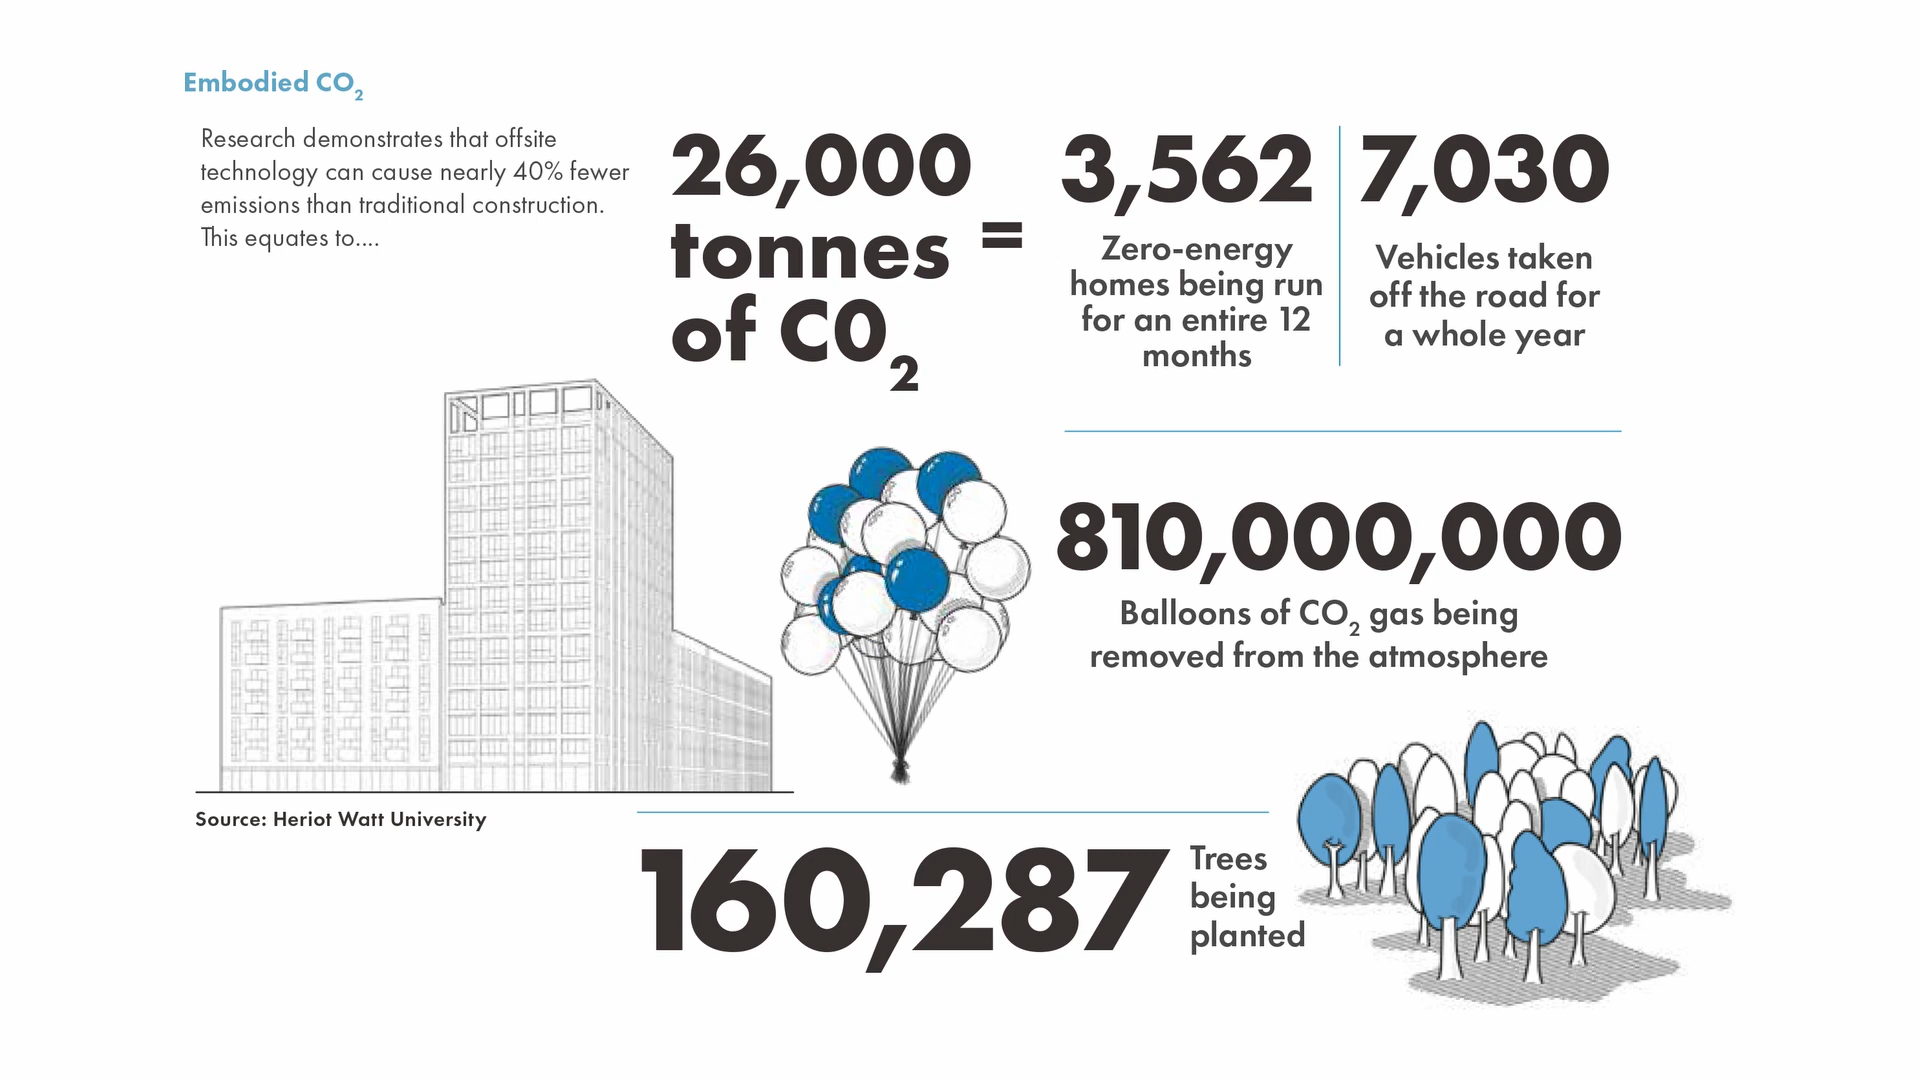 Embodied CO2
Research demonstrates that offsite
technology can cause nearly 40% fewer
emissions than traditional construction.
This equates to....
26,000
tonnes
of C02
=
3,562
Zero-energy
homes being run
for an entire 12
months
7,030
Vehicles taken
off the road for
a whole year
810,000,000
Balloons of CO2 gas being
removed from the atmosphere
Source: Heriot Watt University
160,287
Trees
being
planted